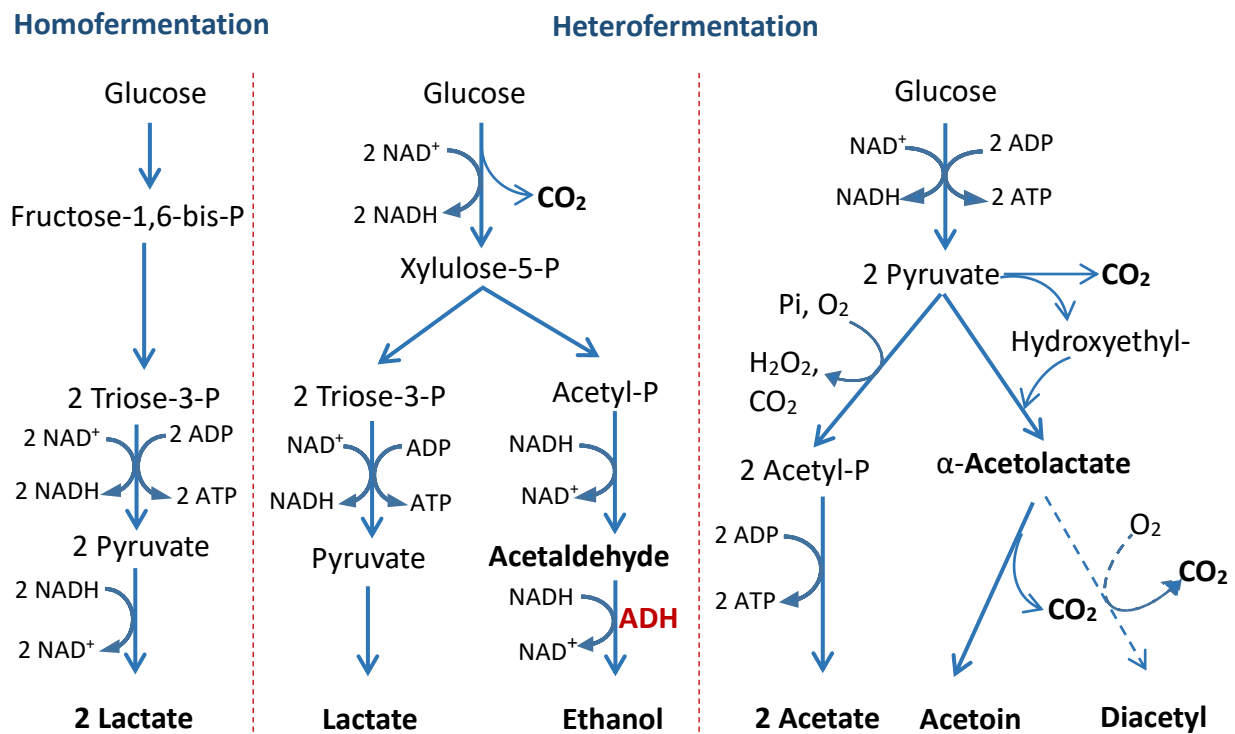 Homofermentation
Glucose
Fructose-1,6-bis-P
2 Triose-3-P
2 NAD⁺
2 ADP
2 NADH
2 ATP
2 Pyruvate
2 NADH
2 NAD⁺
2 Lactate
Heterofermentation
Glucose
2 NAD⁺
2 NADH
CO₂
Xylulose-5-P
2 Triose-3-P
NAD⁺
ADP
NADH
ATP
Pyruvate
Lactate
Acetyl-P
NADH
NAD⁺
Acetaldehyde
NADH
ADH
NAD⁺
Ethanol
Glucose
NAD⁺
2 ADP
NADH
2 ATP
2 Pyruvate
CO₂
Pi, O₂
Hydroxyethyl-
H₂O₂,
CO₂
2 Acetyl-P
α-Acetolactate
2 ADP
2 ATP
O₂
CO₂
CO₂
2 Acetate
Acetoin
Diacetyl